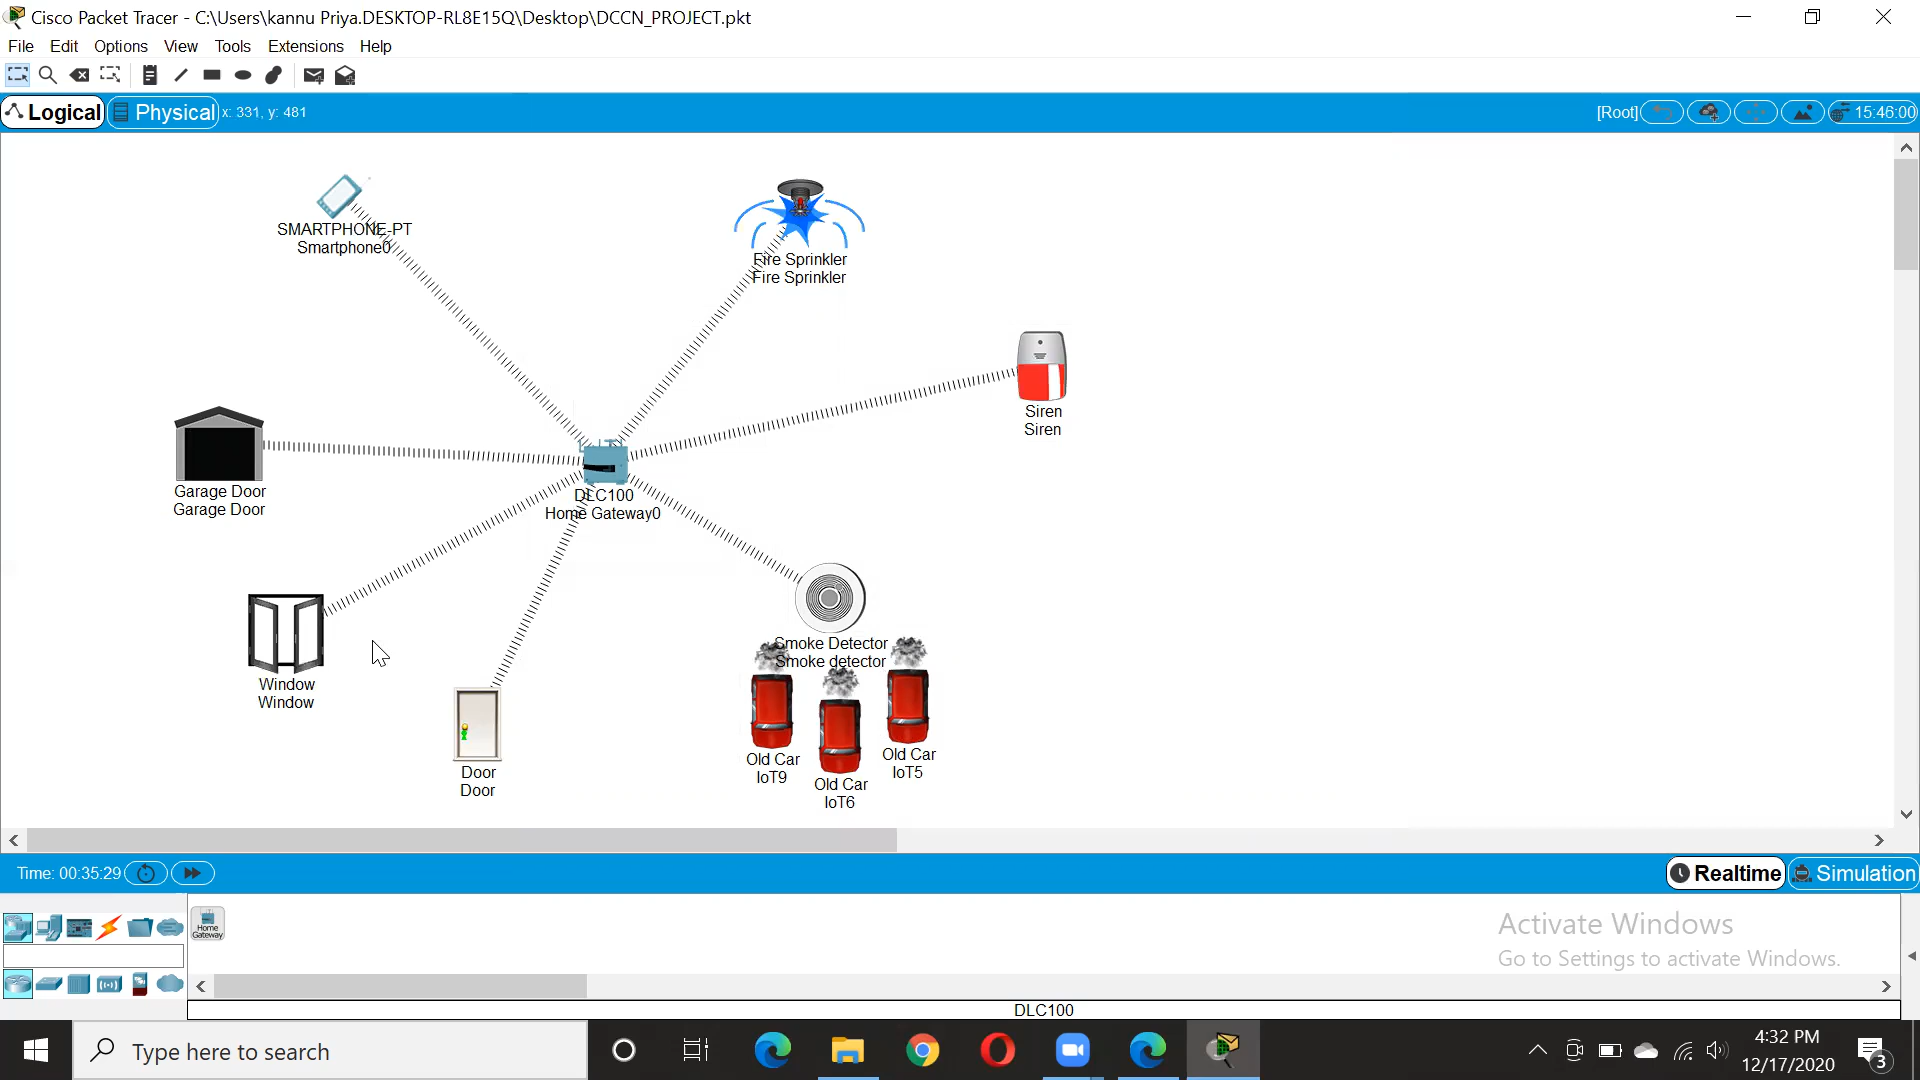 Cisco Packet Tracer - C:\Users\kannu Priya.DESKTOP-RL8E15Q\Desktop\DCCN_PROJECT.pkt
File Edit Options View Tools Extensions Help
Logical Physical x: 331, y: 481 [Root] 15:46:00
SMARTPHONE-PT
Smartphone0
Fire Sprinkler
Fire Sprinkler
Siren
Siren
Garage Door
Garage Door
DLC100
Home Gateway0
Window
Window
Door
Door
Smoke Detector
Smoke detector
Old Car
IoT9
Old Car
IoT6
Old Car
IoT5
Time: 00:35:29 Realtime Simulation
Home
Gateway
Activate Windows
Go to Settings to activate Windows.
DLC100
Type here to search
4:32 PM
12/17/2020
3